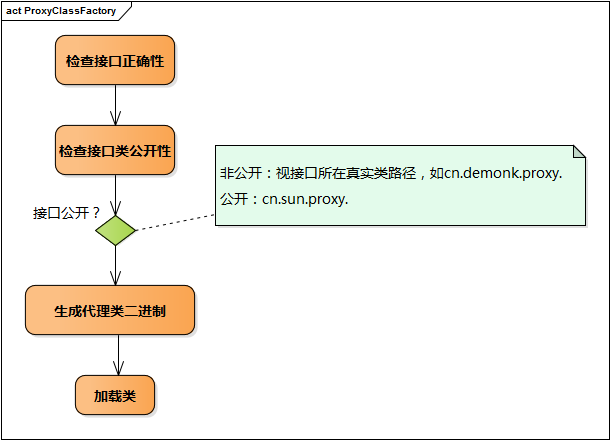 act ProxyClassFactory
检查接口正确性
检查接口类公开性
接口公开？
非公开：视接口所在真实类路径，如cn.demonk.proxy.
公开：cn.sun.proxy.
生成代理类二进制
加载类